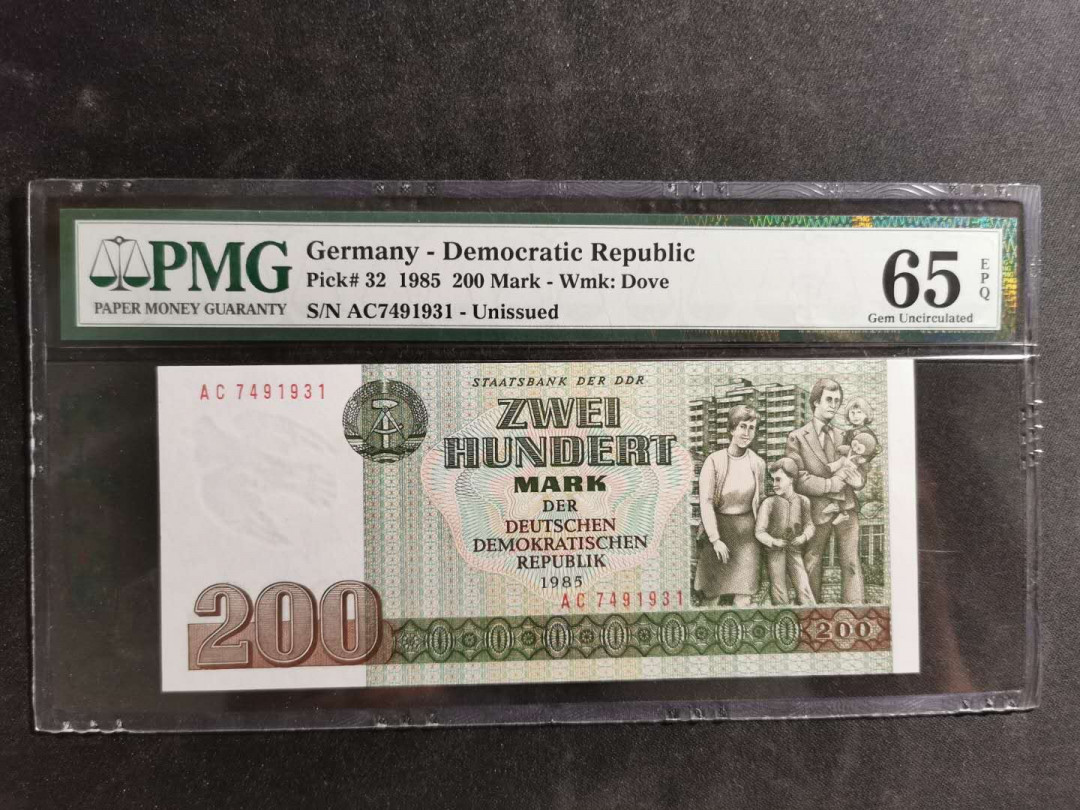 PMG
PAPER MONEY GUARANTY
Germany - Democratic Republic
Pick# 32 1985 200 Mark - Wmk: Dove
S/N AC7491931 - Unissued
65
EPQ
Gem Uncirculated
AC 7491931
STAATSBANK DER DDR
ZWEI
HUNDERT
MARK
DER
DEUTSCHEN
DEMOKRATISCHEN
REPUBLIK
1985
AC 7491931
200
200